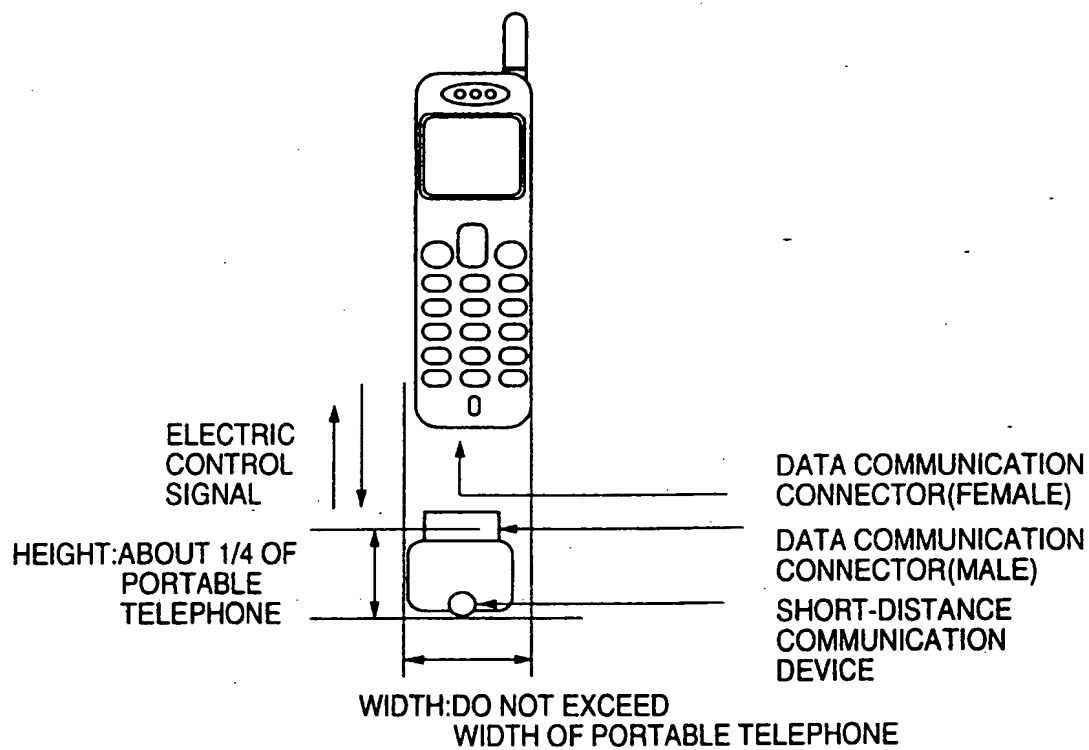 ELECTRIC
CONTROL
SIGNAL
HEIGHT:ABOUT 1/4 OF
PORTABLE
TELEPHONE
DATA COMMUNICATION
CONNECTOR(FEMALE)
DATA COMMUNICATION
CONNECTOR(MALE)
SHORT-DISTANCE
COMMUNICATION
DEVICE
WIDTH:DO NOT EXCEED
WIDTH OF PORTABLE TELEPHONE